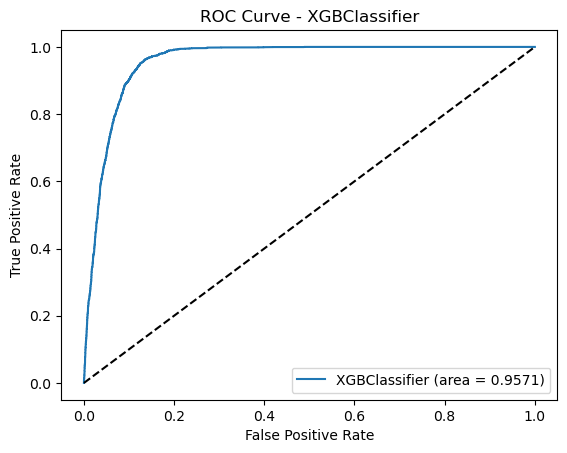 ROC Curve - XGBClassifier
True Positive Rate
1.0
0.8
0.6
0.4
0.2
0.0
XGBClassifier (area = 0.9571)
0.0 0.2 0.4 0.6 0.8 1.0
False Positive Rate